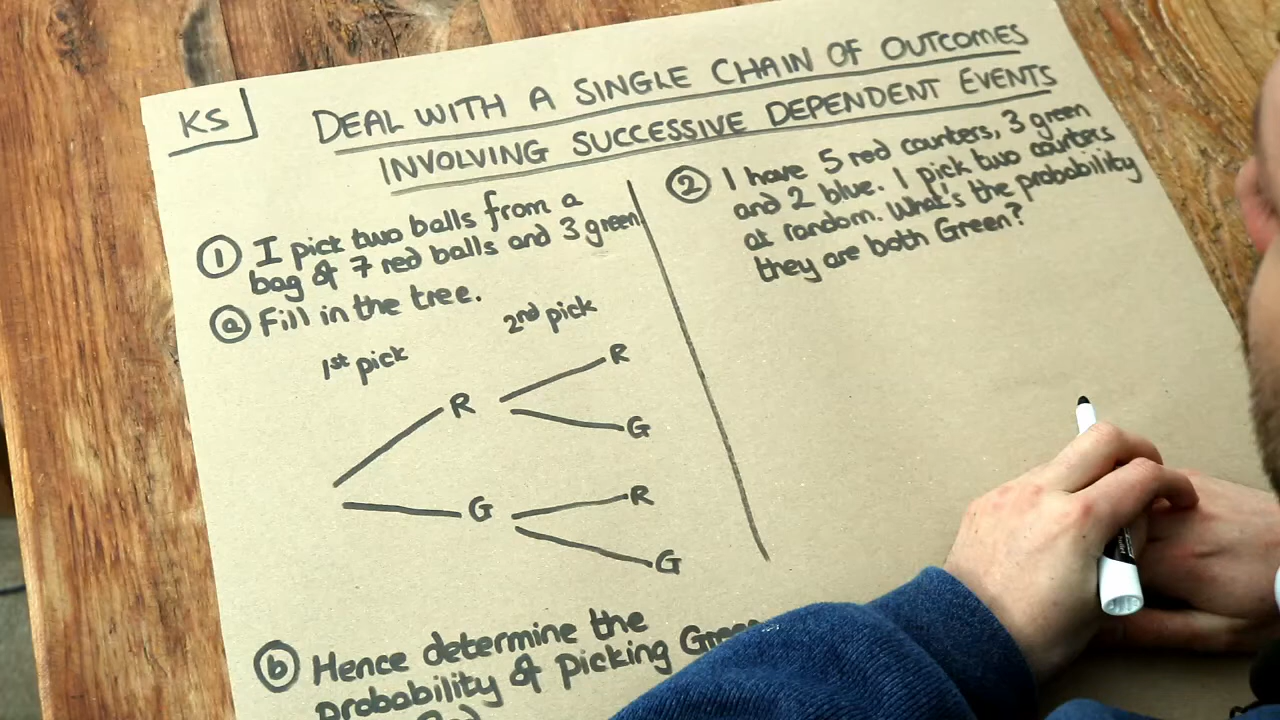 KS
DEAL WITH A SINGLE CHAIN OF OUTCOMES
INVOLVING SUCCESSIVE DEPENDENT EVENTS
① I pick two balls from a
bag of 7 red balls and 3 green
ⓐ Fill in the tree.
1st pick
2nd pick
R
R
G
G
R
G
ⓑ Hence determine the
probability of picking Green
② I have 5 red counters, 3 green
and 2 blue. I pick two counters
at random. What's the probability
they are both Green?